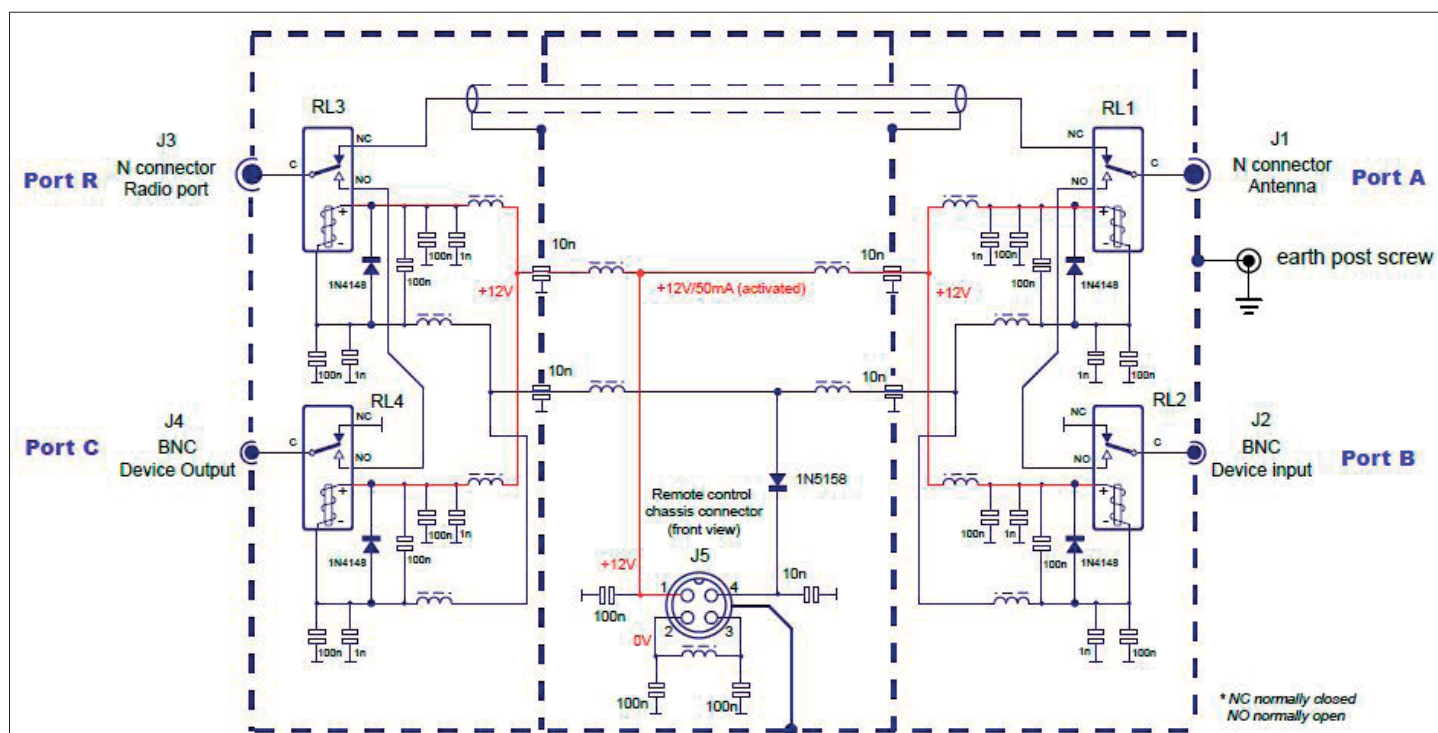 RL3
RL1
NC
NC
J3
N connector
Radio port
Port R
C
C
J1
N connector
Antenna
Port A
NO
NO
+
-
+
-
100n
1n
100n
1N4148
10n
10n
1n
100n
100n
1N4148
earth post screw
+12V
+12V/50mA (activated)
+12V
100n
1n
10n
10n
1n
100n
RL4
RL2
NC
NC
J4
BNC
Device Output
Port C
C
C
J2
BNC
Device input
Port B
NO
NO
1N5158
+
-
+
-
100n
1n
100n
1N4148
Remote control
chassis connector
(front view)
J5
100n
1n
100n
1N4148
+12V
10n
1
4
100n
2
3
0V
100n
1n
1n
100n
100n
100n
* NC normally closed
NO normally open